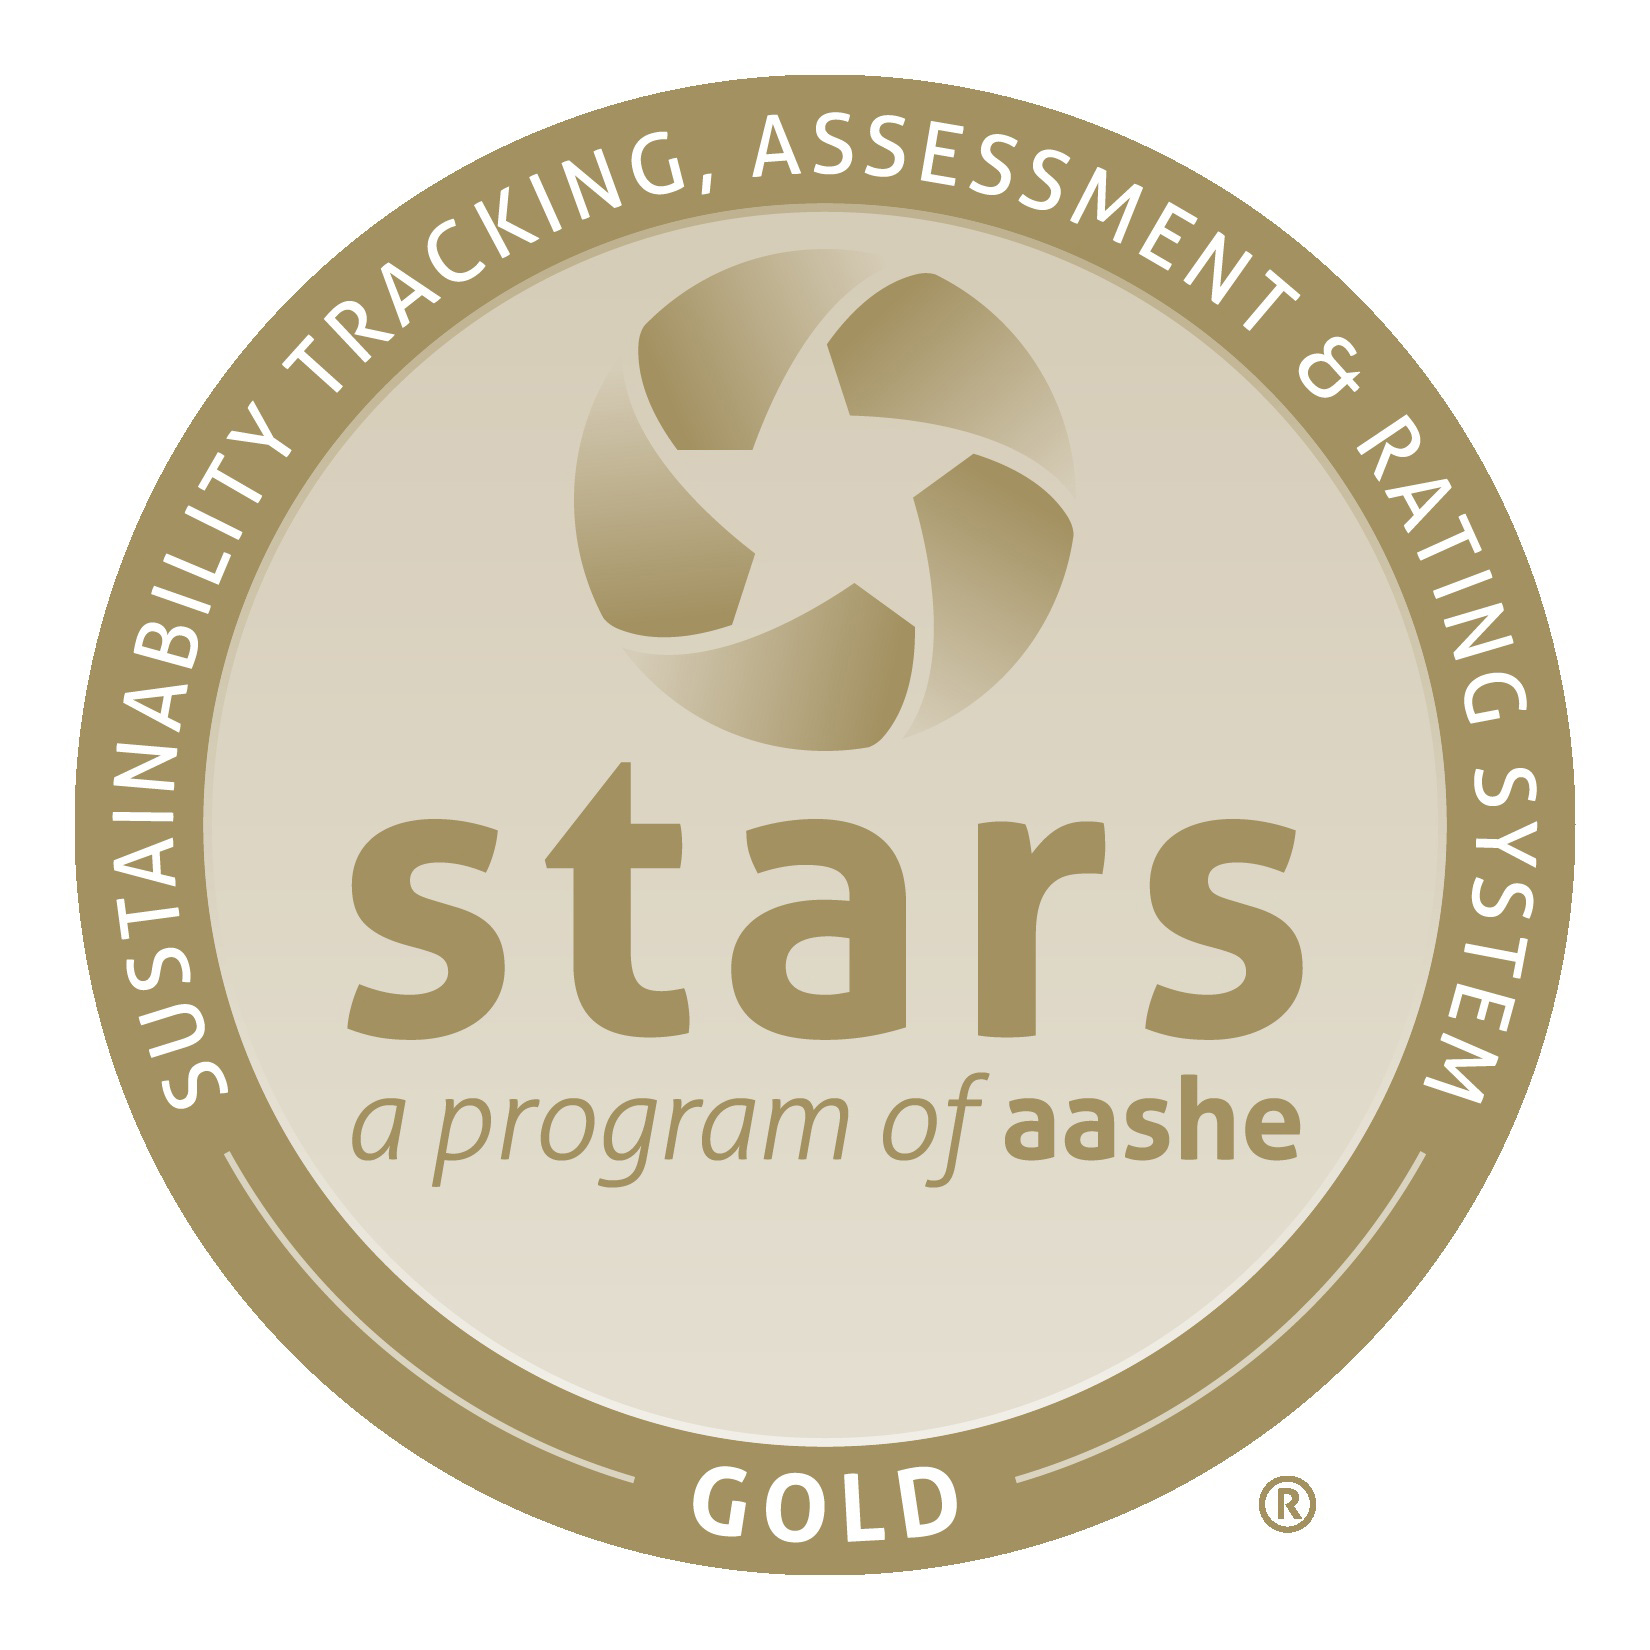 SUSTAINABILITY TRACKING, ASSESSMENT & RATING SYSTEM
stars
a program of aashe
GOLD
®